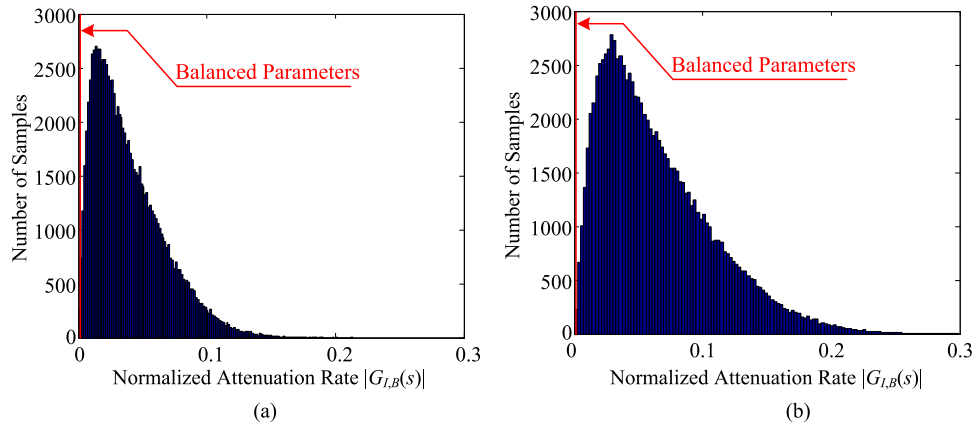 3000
2500
2000
1500
1000
500
0
Number of Samples
Balanced Parameters
0
0.1
0.2
0.3
Normalized Attenuation Rate |G_{I,B}(s)|
(a)
3000
2500
2000
1500
1000
500
0
Number of Samples
Balanced Parameters
0
0.1
0.2
0.3
Normalized Attenuation Rate |G_{I,B}(s)|
(b)